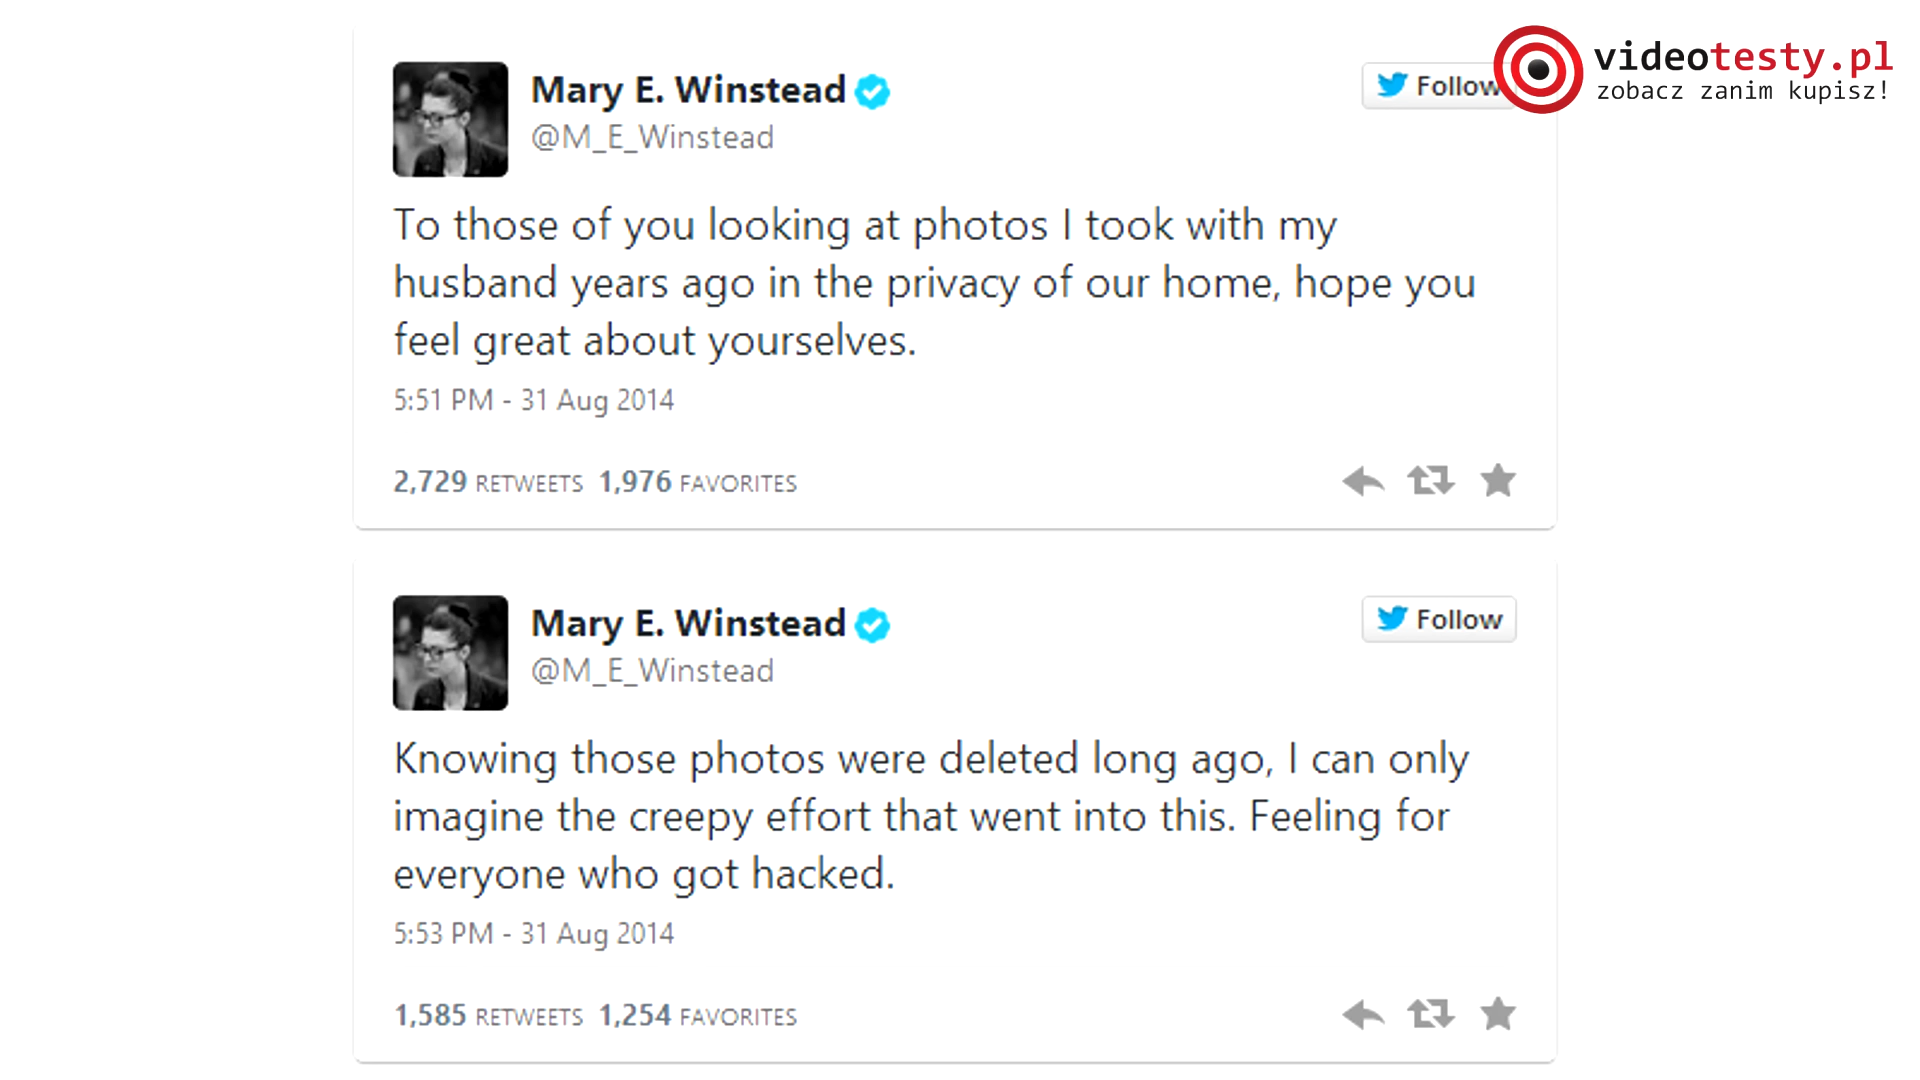 videotesty.pl
zobacz zanim kupisz!
Mary E. Winstead
Follow
@M_E_Winstead
To those of you looking at photos I took with my
husband years ago in the privacy of our home, hope you
feel great about yourselves.
5:51 PM - 31 Aug 2014
2,729 RETWEETS 1,976 FAVORITES
Mary E. Winstead
Follow
@M_E_Winstead
Knowing those photos were deleted long ago, I can only
imagine the creepy effort that went into this. Feeling for
everyone who got hacked.
5:53 PM - 31 Aug 2014
1,585 RETWEETS 1,254 FAVORITES